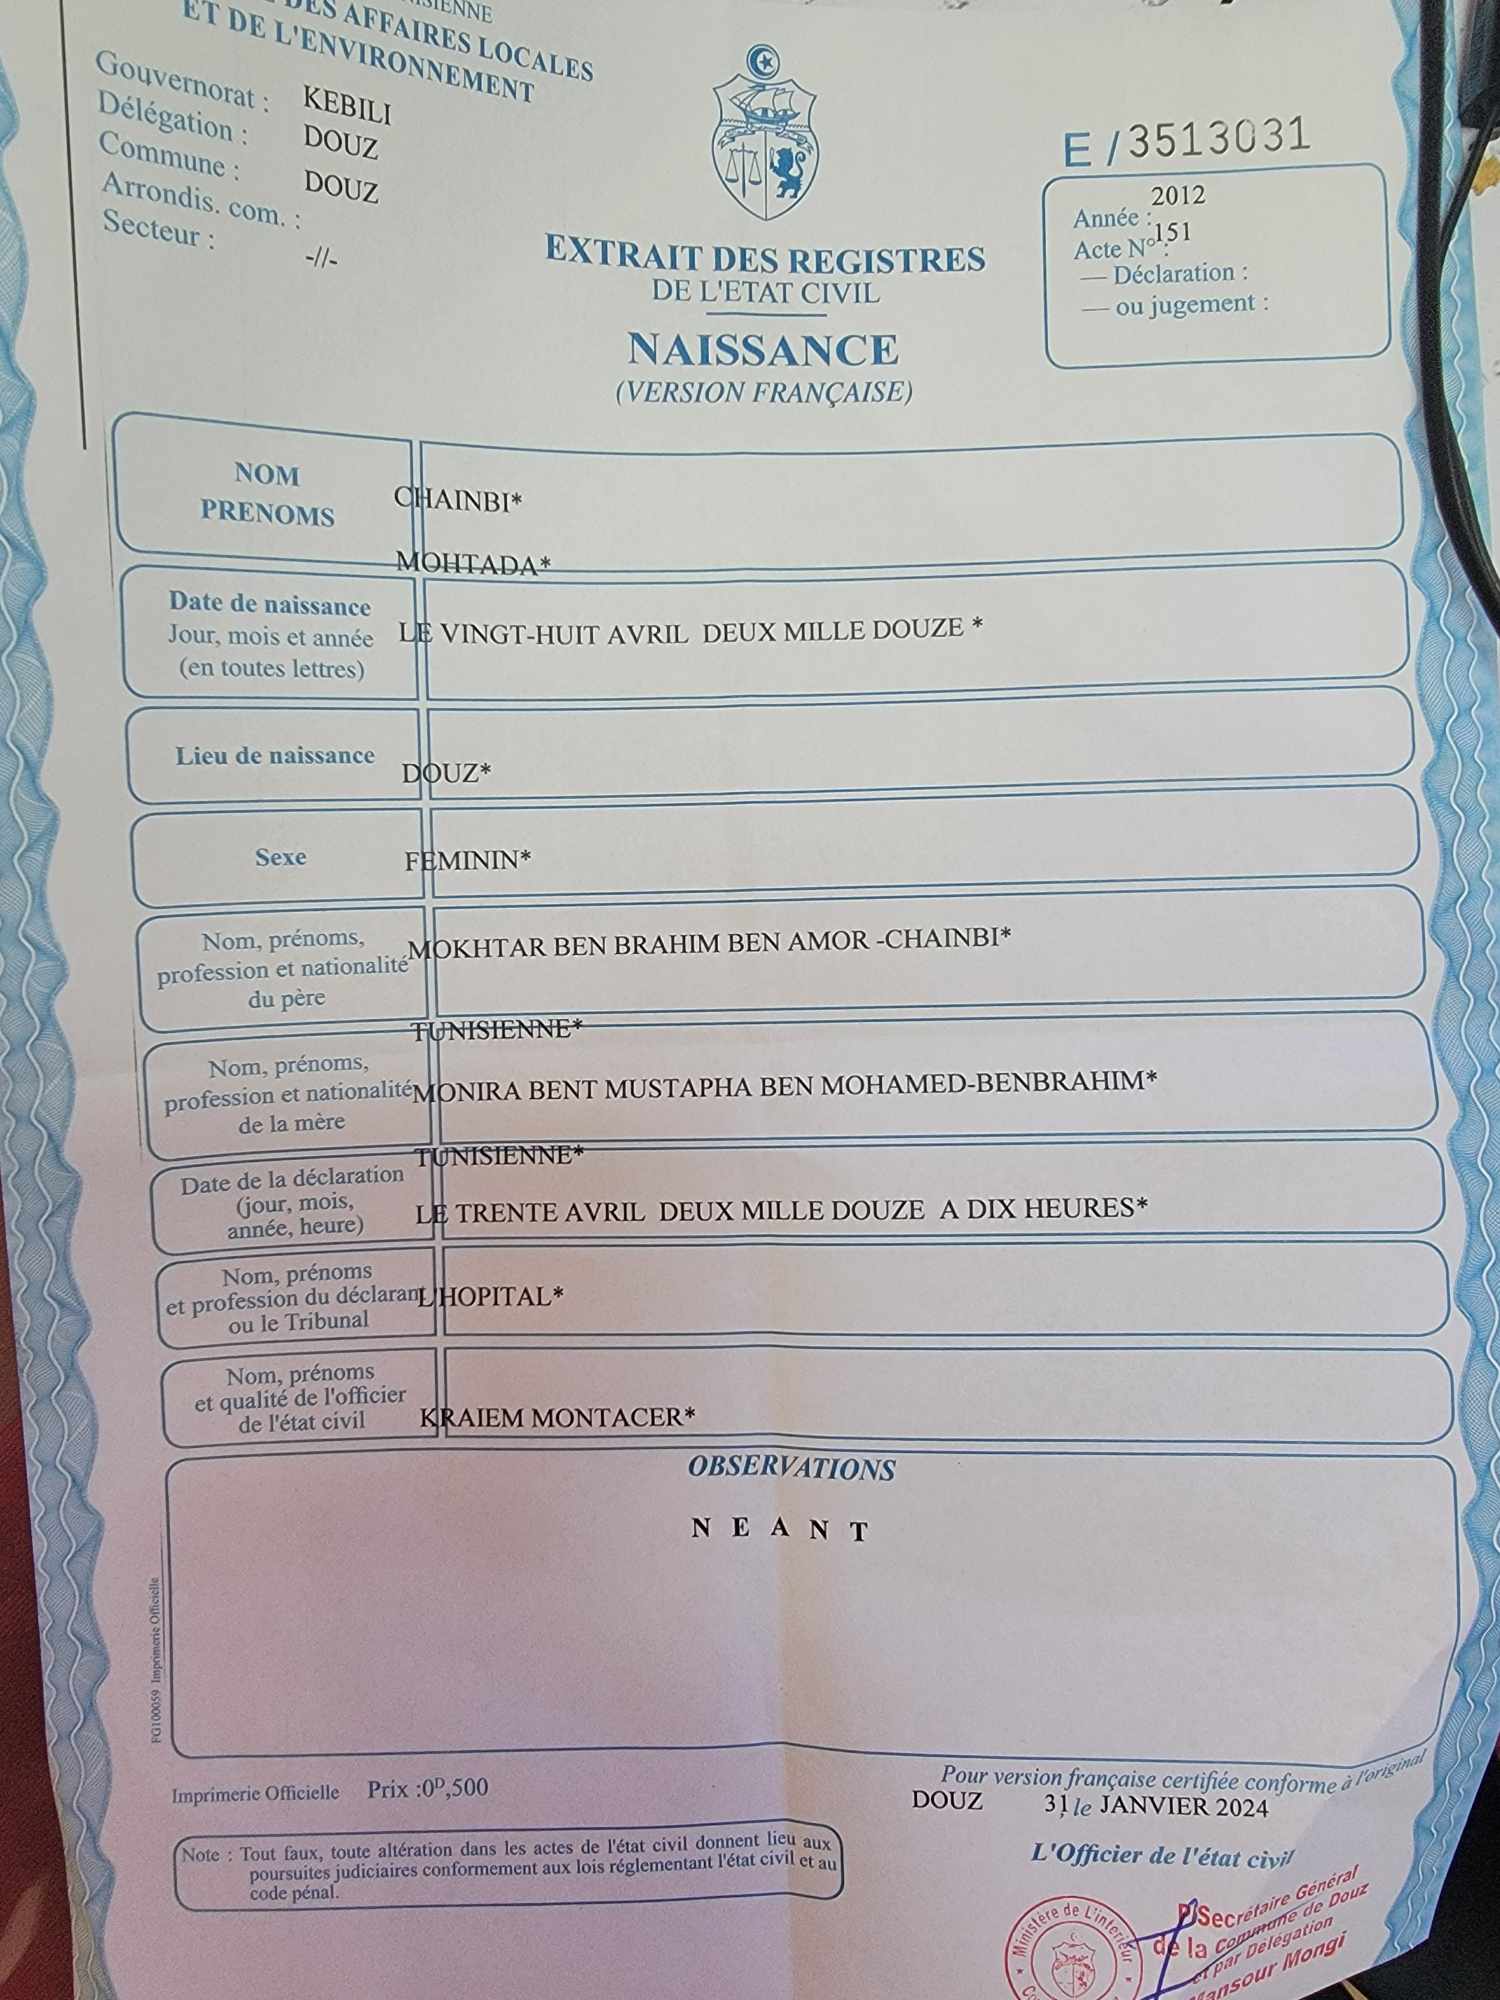 DES AFFAIRES LOCALES
ET DE L'ENVIRONNEMENT
Gouvernorat : KEBILI
Délégation : DOUZ
Commune : DOUZ
Arrondis. com. :
Secteur : -//-
E / 3513031
Année : 2012
Acte N° : 151
— Déclaration :
— ou jugement :
EXTRAIT DES REGISTRES
DE L'ETAT CIVIL
NAISSANCE
(VERSION FRANÇAISE)
NOM
PRENOMS
CHAINBI*
MOHTADA*
Date de naissance
Jour, mois et année
(en toutes lettres)
LE VINGT-HUIT AVRIL DEUX MILLE DOUZE *
Lieu de naissance
DOUZ*
Sexe
FEMININ*
Nom, prénoms,
profession et nationalité
du père
MOKHTAR BEN BRAHIM BEN AMOR -CHAINBI*
TUNISIENNE*
Nom, prénoms,
profession et nationalité
de la mère
MONIRA BENT MUSTAPHA BEN MOHAMED-BENBRAHIM*
TUNISIENNE*
Date de la déclaration
(jour, mois,
année, heure)
LE TRENTE AVRIL DEUX MILLE DOUZE A DIX HEURES*
Nom, prénoms
et profession du déclarant
ou le Tribunal
L'HOPITAL*
Nom, prénoms
et qualité de l'officier
de l'état civil
KRAIEM MONTACER*
OBSERVATIONS
N E A N T
FG100059 Imprimerie Officielle
Imprimerie Officielle Prix :0D,500
Pour version française certifiée conforme à l'original
DOUZ , le 31 JANVIER 2024
L'Officier de l'état civil
Note : Tout faux, toute altération dans les actes de l'état civil donnent lieu aux
poursuites judiciaires conformement aux lois réglementant l'état civil et au
code pénal.
Ministère de L'intérieur
P/Secrétaire Général
de la Commune de Douz
et par Délégation
Mansour Mongi